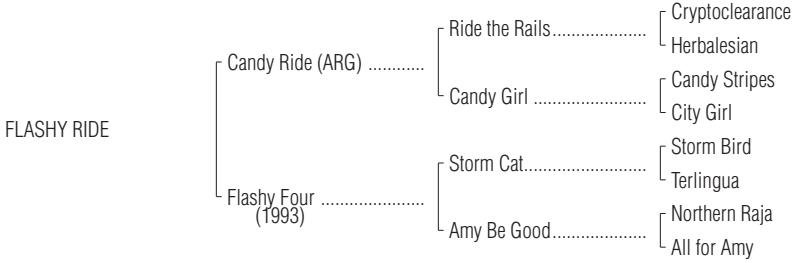 Cryptoclearance
Ride the Rails....................
Herbalesian
Candy Ride (ARG) ............
Candy Stripes
Candy Girl ........................
City Girl
FLASHY RIDE
Storm Bird
Storm Cat..........................
Terlingua
Flashy Four ......................
(1993)
Northern Raja
Amy Be Good....................
All for Amy